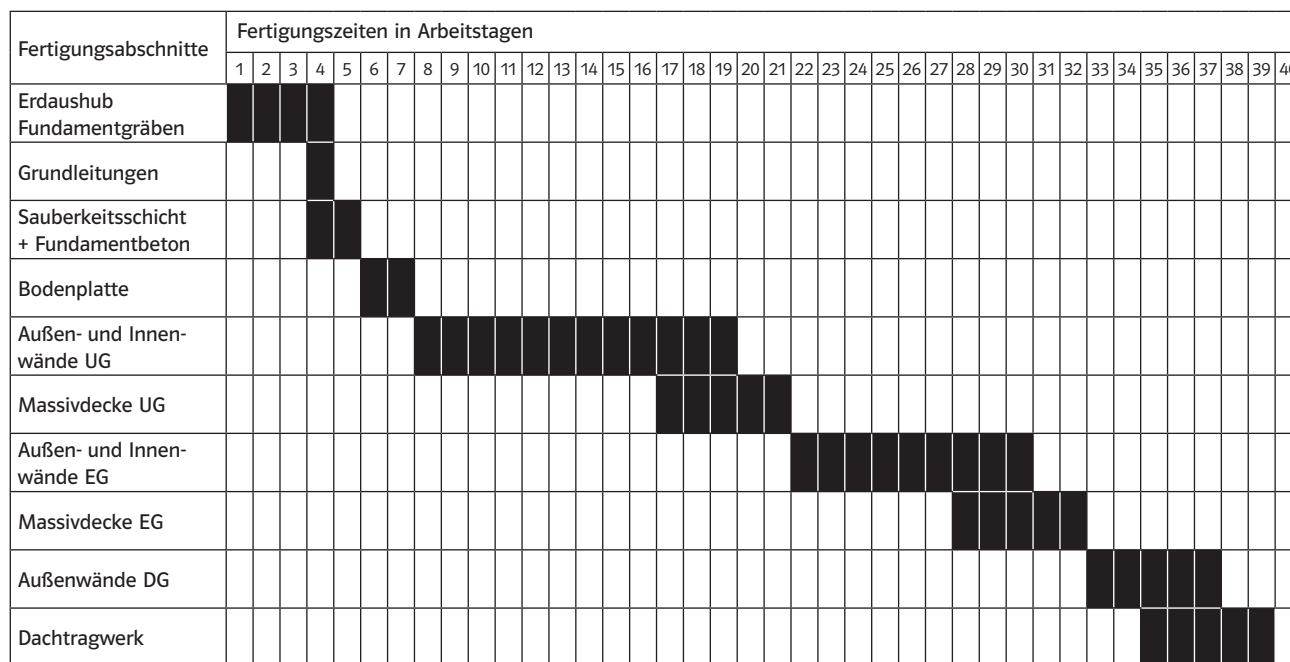 Fertigungsabschnitte
Fertigungszeiten in Arbeitstagen
1 2 3 4 5 6 7 8 9 10 11 12 13 14 15 16 17 18 19 20 21 22 23 24 25 26 27 28 29 30 31 32 33 34 35 36 37 38 39 40
Erdaushub
Fundamentgräben
Grundleitungen
Sauberkeitsschicht
+ Fundamentbeton
Bodenplatte
Außen- und Innen-
wände UG
Massivdecke UG
Außen- und Innen-
wände EG
Massivdecke EG
Außenwände DG
Dachtragwerk